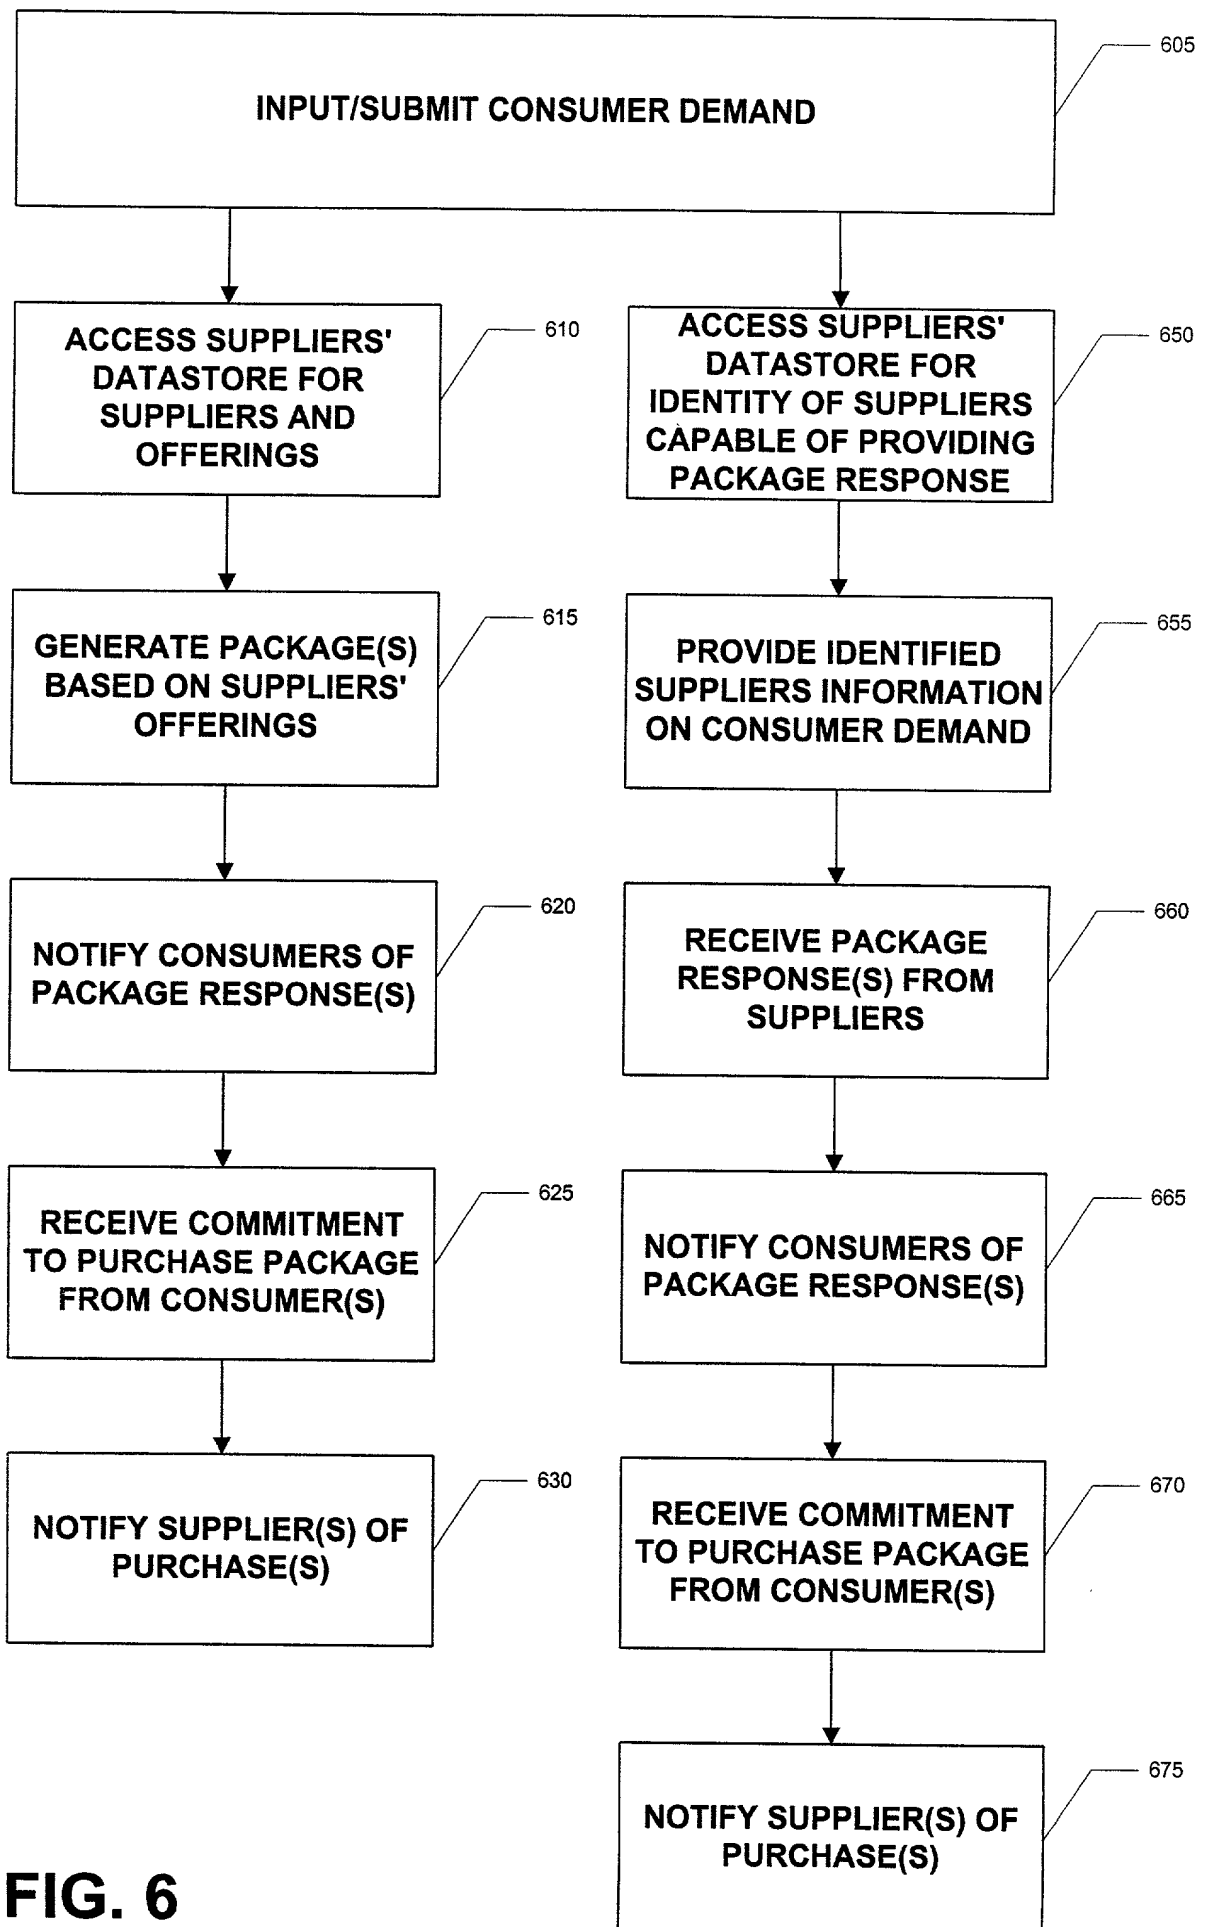 605
INPUT/SUBMIT CONSUMER DEMAND
ACCESS SUPPLIERS'
DATASTORE FOR
SUPPLIERS AND
OFFERINGS
610
GENERATE PACKAGE(S)
BASED ON SUPPLIERS'
OFFERINGS
615
NOTIFY CONSUMERS OF
PACKAGE RESPONSE(S)
620
RECEIVE COMMITMENT
TO PURCHASE PACKAGE
FROM CONSUMER(S)
625
NOTIFY SUPPLIER(S) OF
PURCHASE(S)
630
ACCESS SUPPLIERS'
DATASTORE FOR
IDENTITY OF SUPPLIERS
CAPABLE OF PROVIDING
PACKAGE RESPONSE
650
PROVIDE IDENTIFIED
SUPPLIERS INFORMATION
ON CONSUMER DEMAND
655
RECEIVE PACKAGE
RESPONSE(S) FROM
SUPPLIERS
660
NOTIFY CONSUMERS OF
PACKAGE RESPONSE(S)
665
RECEIVE COMMITMENT
TO PURCHASE PACKAGE
FROM CONSUMER(S)
670
NOTIFY SUPPLIER(S) OF
PURCHASE(S)
675
FIG. 6